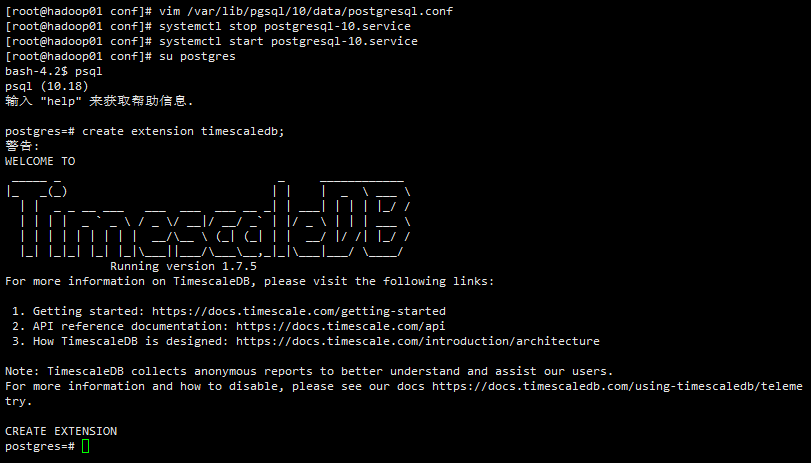 [root@hadoop01 conf]# vim /var/lib/pgsql/10/data/postgresql.conf
[root@hadoop01 conf]# systemctl stop postgresql-10.service
[root@hadoop01 conf]# systemctl start postgresql-10.service
[root@hadoop01 conf]# su postgres
bash-4.2$ psql
psql (10.18)
输入 "help" 来获取帮助信息.
postgres=# create extension timescaledb;
警告:
WELCOME TO
TimescaleDB
Running version 1.7.5
For more information on TimescaleDB, please visit the following links:
1. Getting started: https://docs.timescale.com/getting-started
2. API reference documentation: https://docs.timescale.com/api
3. How TimescaleDB is designed: https://docs.timescale.com/introduction/architecture
Note: TimescaleDB collects anonymous reports to better understand and assist our users.
For more information and how to disable, please see our docs https://docs.timescaledb.com/using-timescaledb/teleme
try.
CREATE EXTENSION
postgres=#